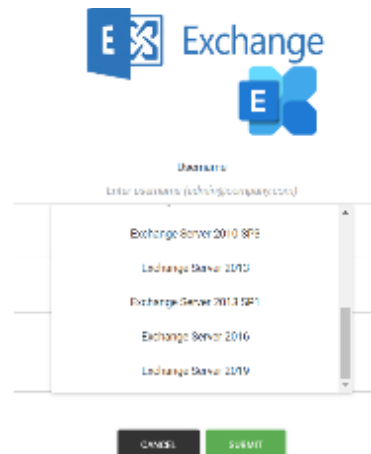 E
Exchange
E
Username
Enter username (admin@company.com)
Exchange Server 2010 SP3
Exchange Server 2013
Exchange Server 2013 SP1
Exchange Server 2016
Exchange Server 2019
CANCEL
SUBMIT